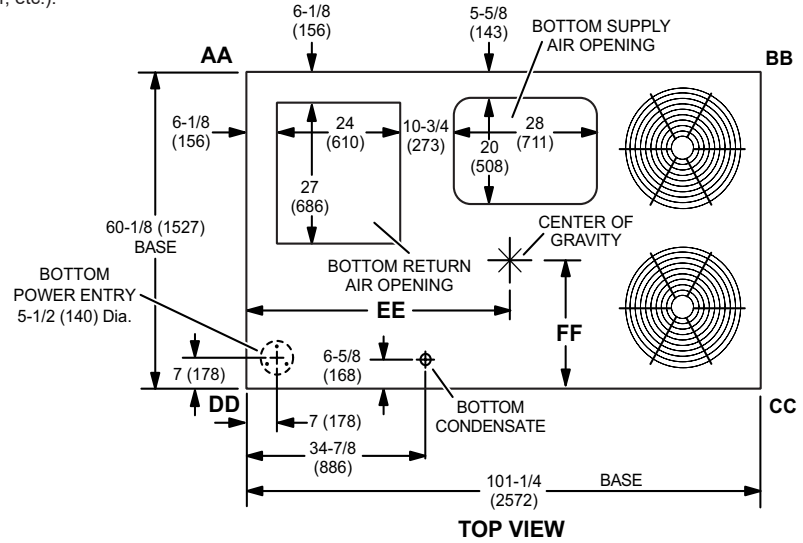 r, etc.).
6-1/8
(156)
5-5/8
(143)
BOTTOM SUPPLY
AIR OPENING
AA
BB
6-1/8
(156)
24
(610)
10-3/4
(273)
28
(711)
20
(508)
27
(686)
60-1/8 (1527)
BASE
CENTER OF
GRAVITY
BOTTOM RETURN
AIR OPENING
BOTTOM
POWER ENTRY
5-1/2 (140) Dia.
EE
FF
7 (178)
6-5/8
(168)
DD
7 (178)
BOTTOM
CONDENSATE
CC
34-7/8
(886)
101-1/4
(2572)
BASE
TOP VIEW